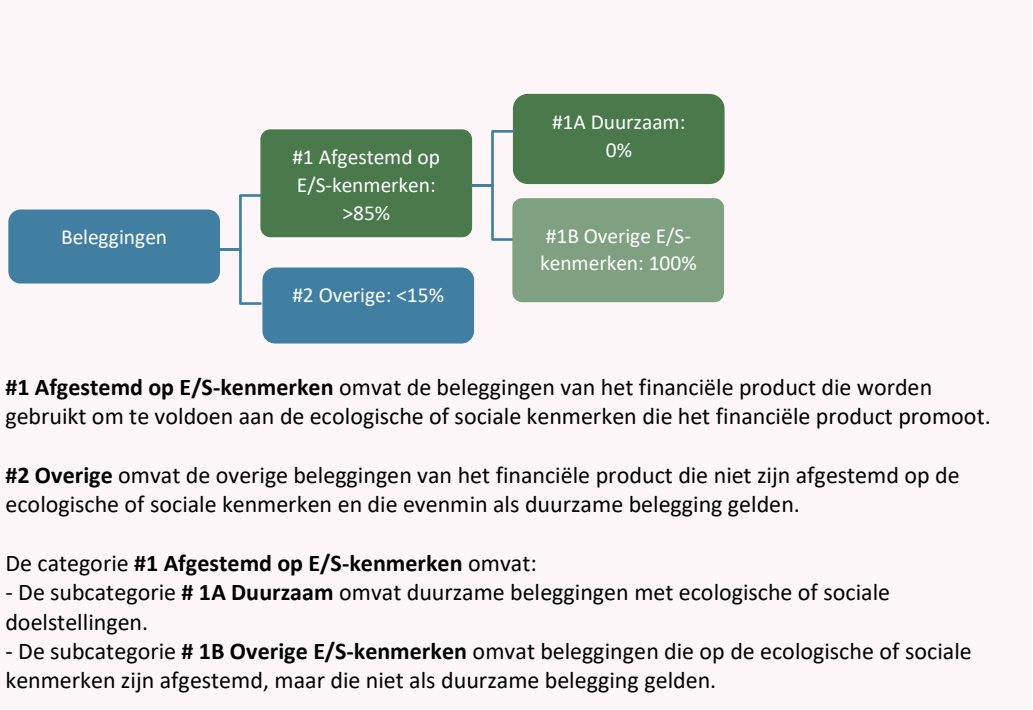 #1A Duurzaam:
0%
#1 Afgestemd op
E/S-kenmerken:
>85%
Beleggingen
#1B Overige E/S-
kenmerken: 100%
#2 Overige: <15%
#1 Afgestemd op E/S-kenmerken omvat de beleggingen van het financiële product die worden
gebruikt om te voldoen aan de ecologische of sociale kenmerken die het financiële product promoot.
#2 Overige omvat de overige beleggingen van het financiële product die niet zijn afgestemd op de
ecologische of sociale kenmerken en die evenmin als duurzame belegging gelden.
De categorie #1 Afgestemd op E/S-kenmerken omvat:
- De subcategorie # 1A Duurzaam omvat duurzame beleggingen met ecologische of sociale
doelstellingen.
- De subcategorie # 1B Overige E/S-kenmerken omvat beleggingen die op de ecologische of sociale
kenmerken zijn afgestemd, maar die niet als duurzame belegging gelden.